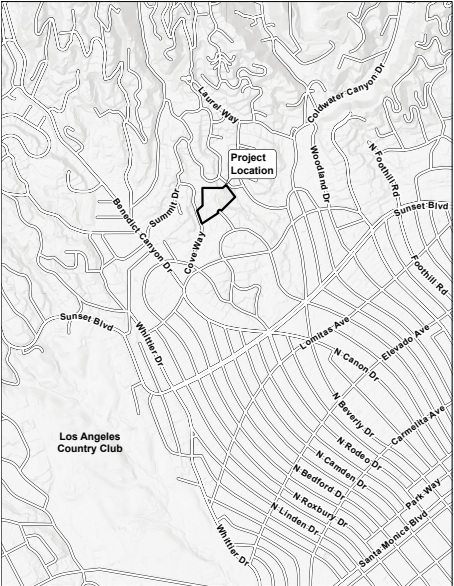 Laurel Way
Coldwater Canyon Dr
Project
Location
Woodland Dr
N Foothill Rd
Summit Dr
Benedict Canyon Dr
Cove Way
Sunset Blvd
Foothill Rd
Sunset Blvd
Whittier Dr
Lomitas Ave
Elevado Ave
N Canon Dr
N Beverly Dr
Carmelita Ave
Los Angeles
Country Club
N Rodeo Dr
N Camden Dr
N Bedford Dr
N Roxbury Dr
N Linden Dr
Park Way
Whittier Dr
Santa Monica Blvd